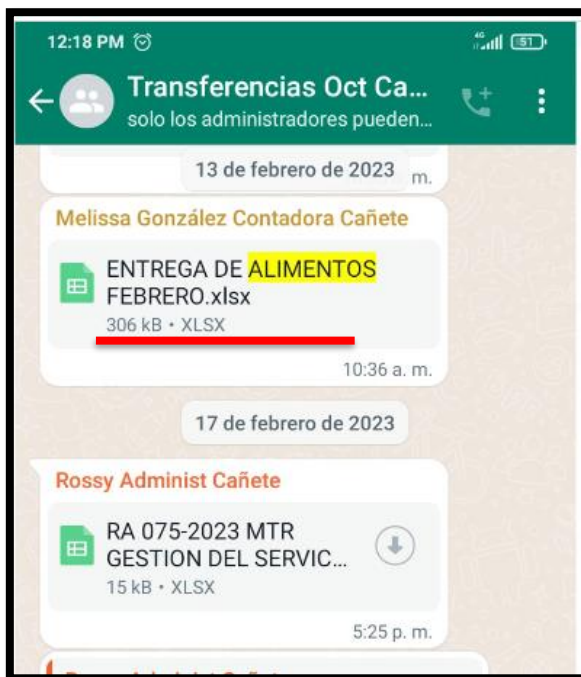 12:18 PM
4G
51
Transferencias Oct Ca...
solo los administradores pueden...
13 de febrero de 2023
m.
Melissa González Contadora Cañete
ENTREGA DE ALIMENTOS
FEBRERO.xlsx
306 kB • XLSX
10:36 a. m.
17 de febrero de 2023
Rossy Administ Cañete
RA 075-2023 MTR
GESTION DEL SERVIC...
15 kB • XLSX
5:25 p. m.